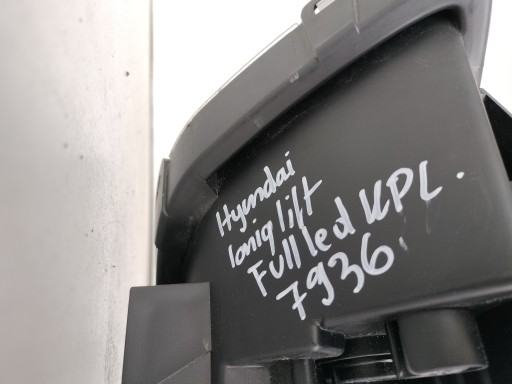 Hyundai
Ioniq lift
Full led KPL.
7936